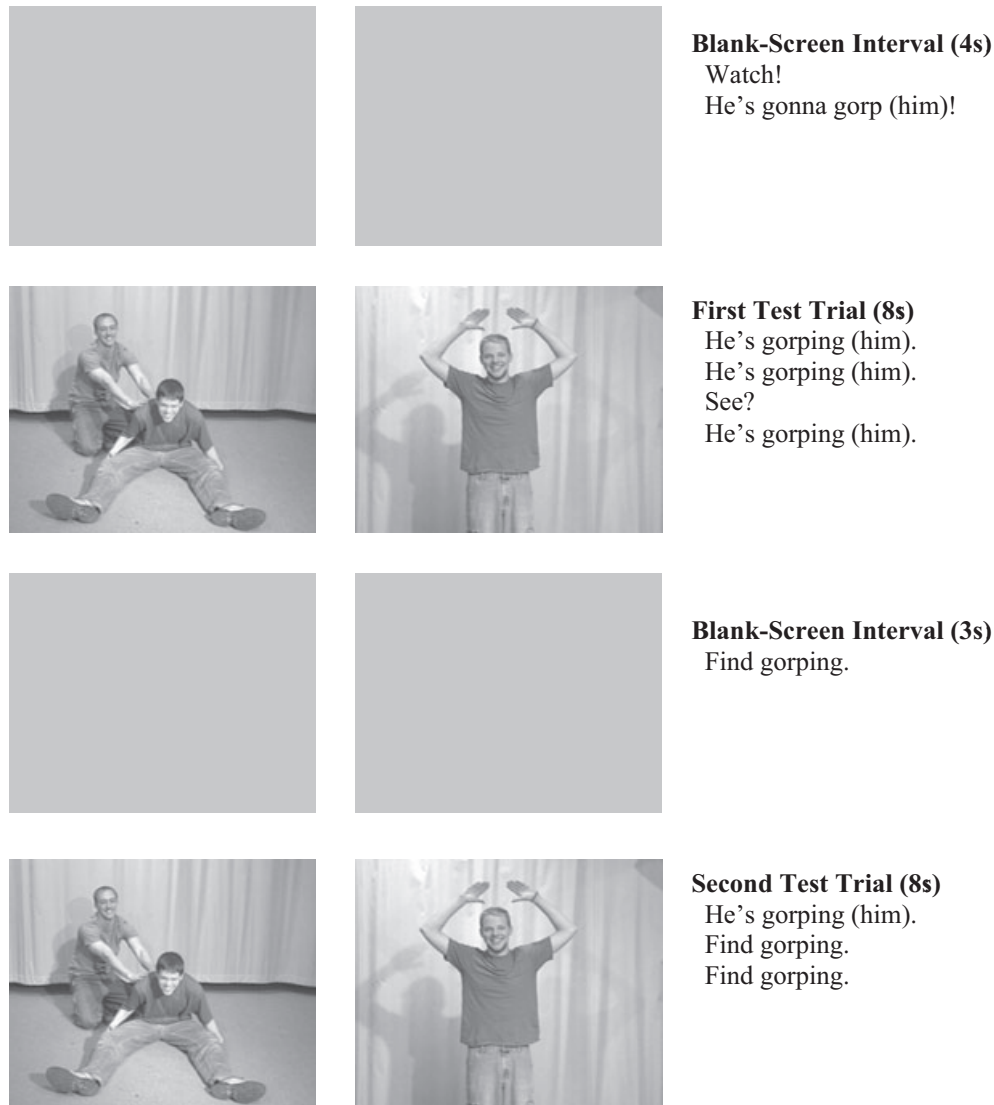 Blank-Screen Interval (4s)
Watch!
He's gonna gorp (him)!
First Test Trial (8s)
He's gorping (him).
He's gorping (him).
See?
He's gorping (him).
Blank-Screen Interval (3s)
Find gorping.
Second Test Trial (8s)
He's gorping (him).
Find gorping.
Find gorping.